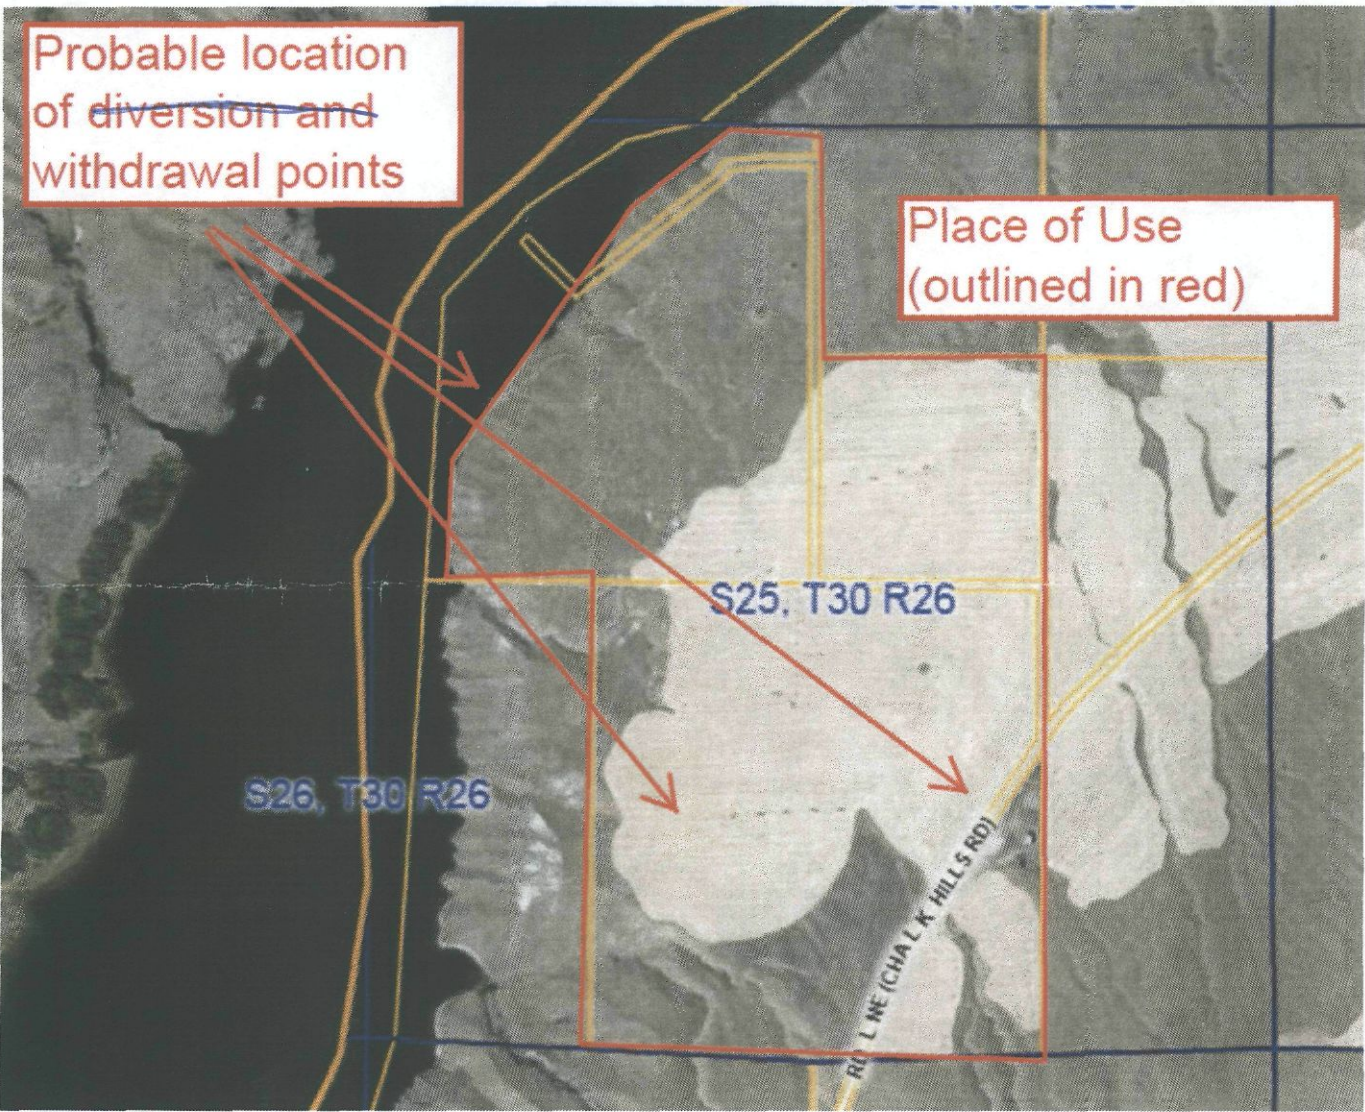 Probable location
of diversion and
withdrawal points
Place of Use
(outlined in red)
S25, T30 R26
S26, T30 R26
RD L NE (CHALK HILLS RD)